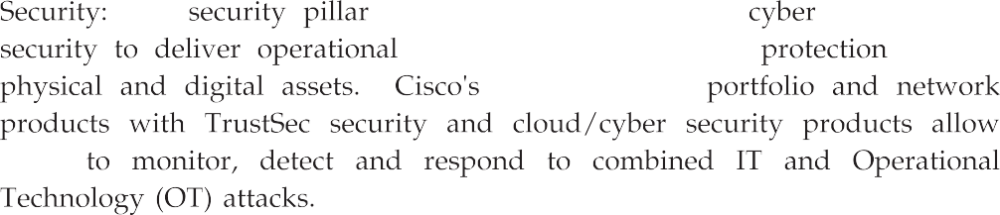 Security: security pillar cyber
security to deliver operational protection
physical and digital assets. Cisco's portfolio and network
products with TrustSec security and cloud/cyber security products allow
to monitor, detect and respond to combined IT and Operational
Technology (OT) attacks.